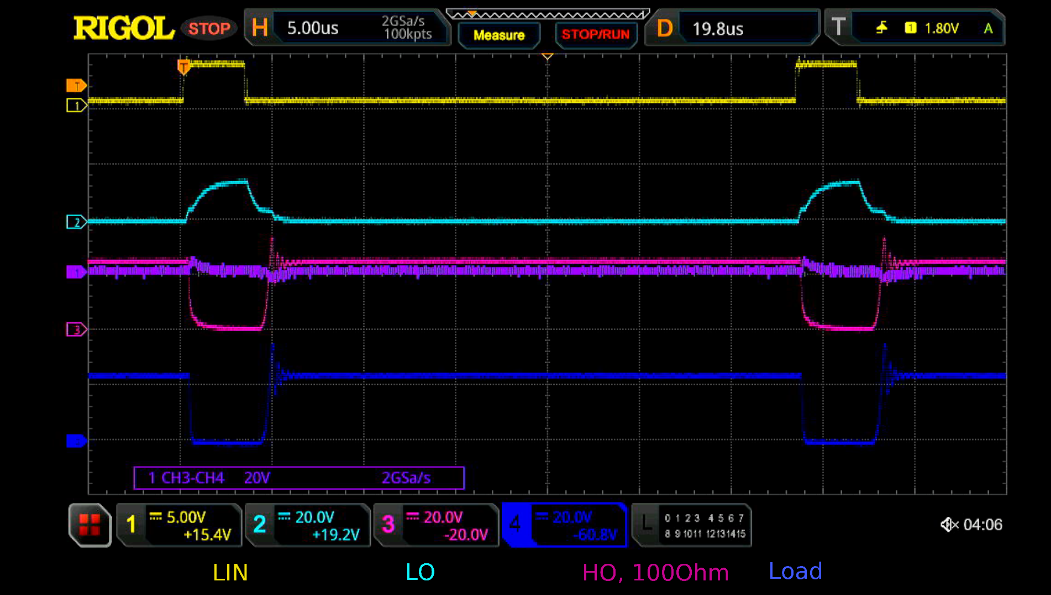 RIGOL STOP H 5.00us 2GSa/s 100kpts Measure STOP/RUN D 19.8us T 1 1.80V A
T
T
1
2
1
3
1 CH3-CH4 20V 2GSa/s
1 5.00V +15.4V 2 20.0V +19.2V 3 20.0V -20.0V 4 20.0V -60.8V L 0 1 2 3 4 5 6 7
8 9 10 11 12 13 14 15
04:06
LIN LO HO, 100Ohm Load